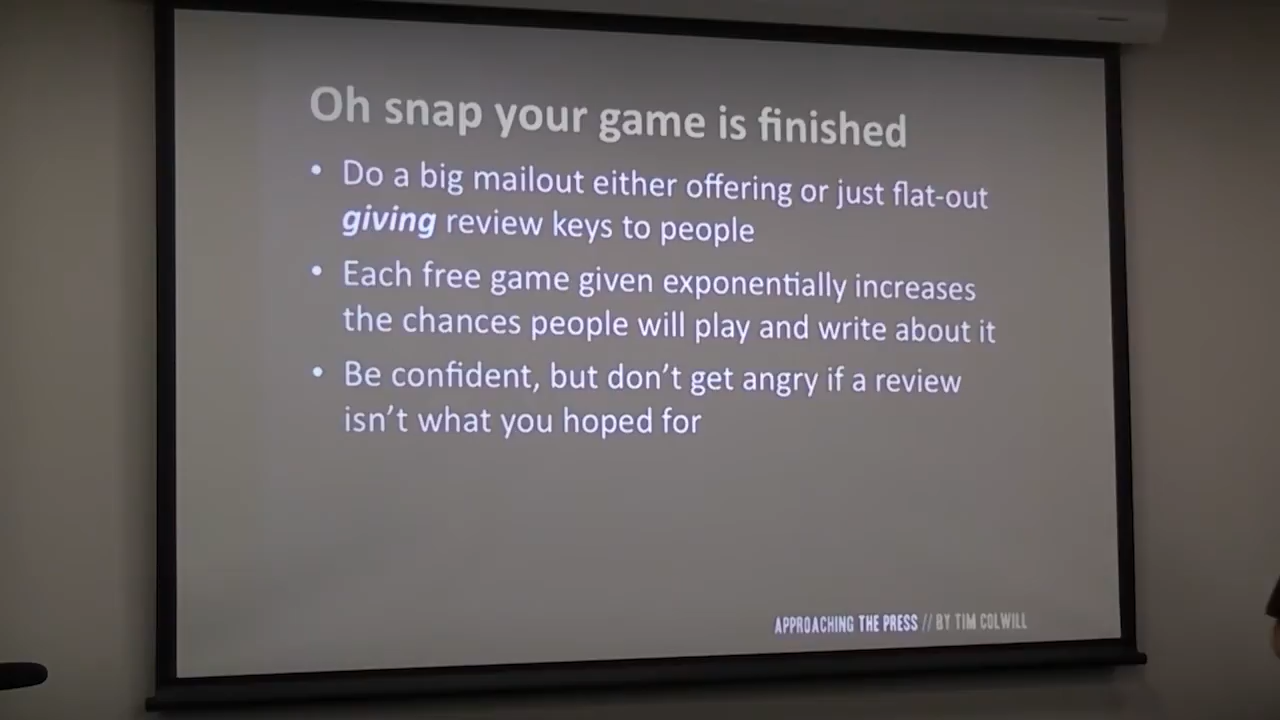 Oh snap your game is finished
• Do a big mailout either offering or just flat-out
giving review keys to people
• Each free game given exponentially increases
the chances people will play and write about it
• Be confident, but don't get angry if a review
isn't what you hoped for
APPROACHING THE PRESS // BY TIM COLWILL